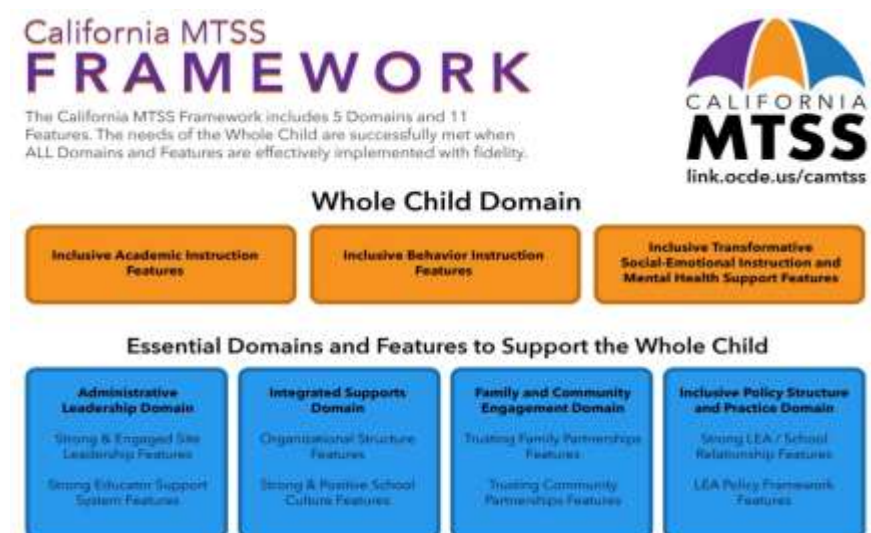 California MTSS
FRAMEWORK
The California MTSS Framework includes 5 Domains and 11
Features. The needs of the Whole Child are successfully met when
ALL Domains and Features are effectively implemented with fidelity.
CALIFORNIA
MTSS
link.ocde.us/camtss
Whole Child Domain
Inclusive Academic Instruction
Features
Inclusive Behavior Instruction
Features
Inclusive Transformative
Social-Emotional Instruction and
Mental Health Support Features
Essential Domains and Features to Support the Whole Child
Administrative
Leadership Domain
Strong & Engaged Site
Leadership Features
Strong Educator Support
System Features
Integrated Supports
Domain
Organizational Structure
Features
Strong & Positive School
Culture Features
Family and Community
Engagement Domain
Trusting Family Partnerships
Features
Trusting Community
Partnerships Features
Inclusive Policy Structure
and Practice Domain
Strong LEA / School
Relationship Features
LEA Policy Framework
Features